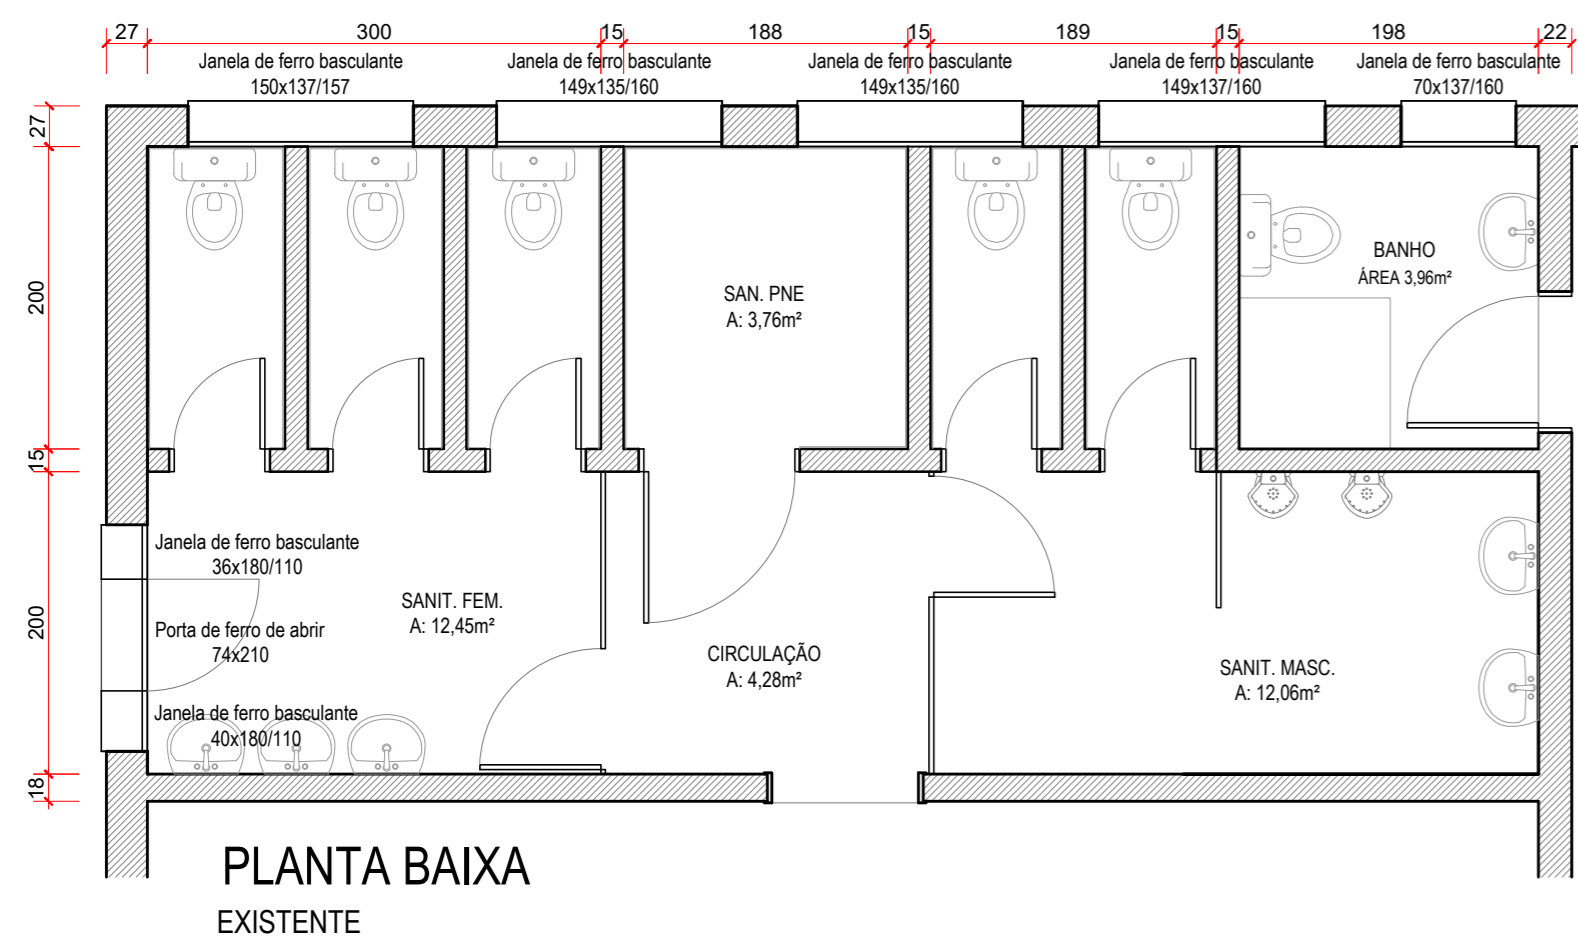 27 300 15 188 15 189 15 198 22
Janela de ferro basculante
150x137/157
Janela de ferro basculante
149x135/160
Janela de ferro basculante
149x135/160
Janela de ferro basculante
149x137/160
Janela de ferro basculante
70x137/160
27
200
15
200
18
SAN. PNE
A: 3,76m²
BANHO
ÁREA 3,96m²
Janela de ferro basculante
36x180/110
Porta de ferro de abrir
74x210
Janela de ferro basculante
40x180/110
SANIT. FEM.
A: 12,45m²
CIRCULAÇÃO
A: 4,28m²
SANIT. MASC.
A: 12,06m²
PLANTA BAIXA
EXISTENTE